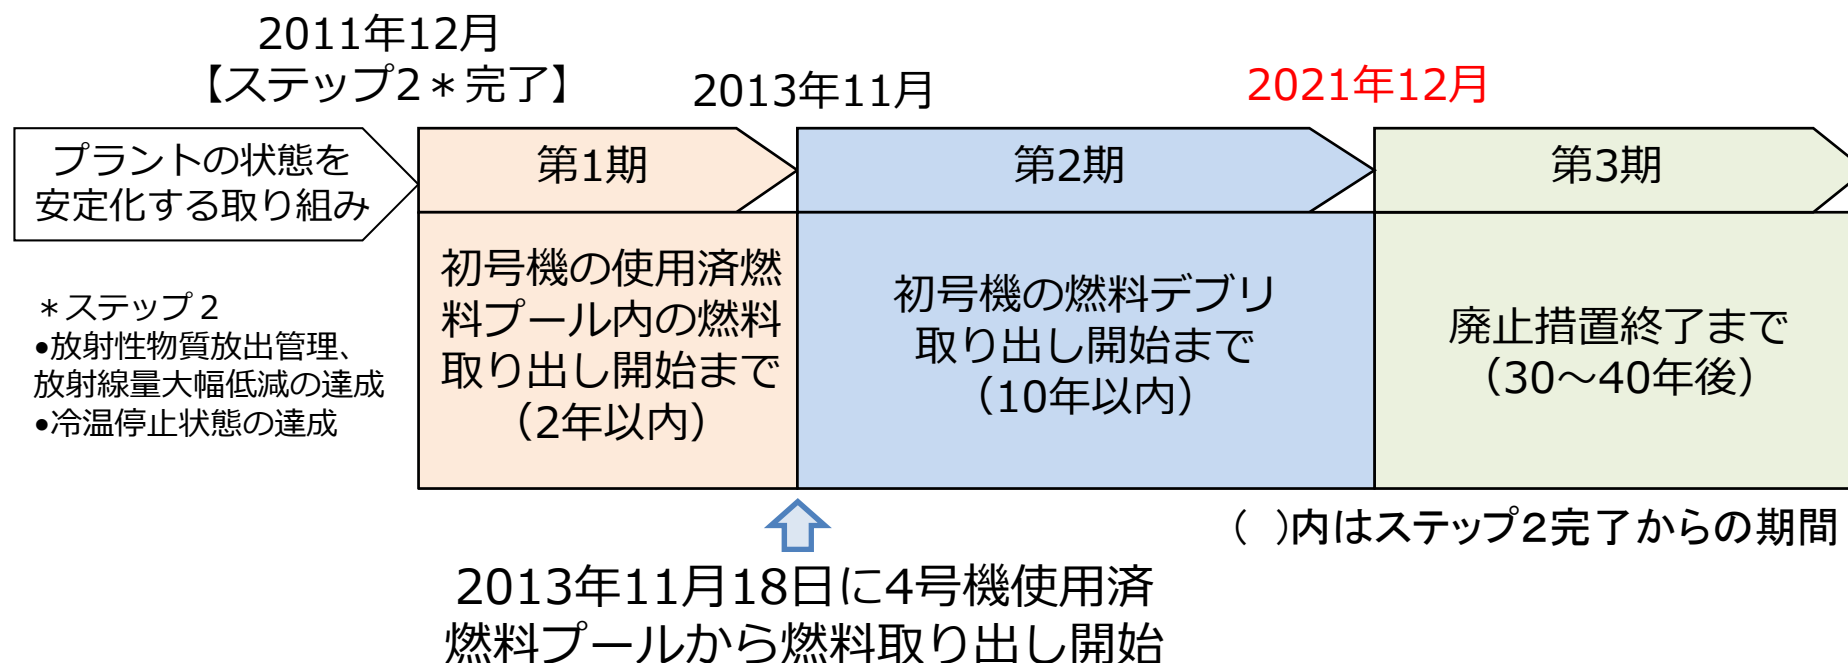 2011年12月
【ステップ2＊完了】
2013年11月
2021年12月
プラントの状態を
安定化する取り組み
第1期
第2期
第3期
初号機の使用済燃
料プール内の燃料
取り出し開始まで
（2年以内）
初号機の燃料デブリ
取り出し開始まで
（10年以内）
廃止措置終了まで
（30～40年後）
＊ステップ２
•放射性物質放出管理、
放射線量大幅低減の達成
•冷温停止状態の達成
（ ）内はステップ２完了からの期間
2013年11月18日に4号機使用済
燃料プールから燃料取り出し開始